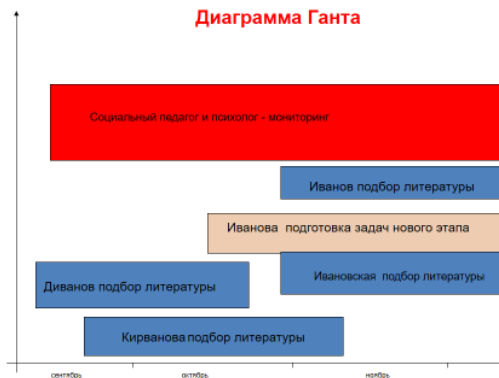 Диаграмма Ганта
Социальный педагог и психолог - мониторинг
Иванов подбор литературы
Иванова подготовка задач нового этапа
Ивановская подбор литературы
Диванов подбор литературы
Кирванова подбор литературы
сентябрь октябрь ноябрь